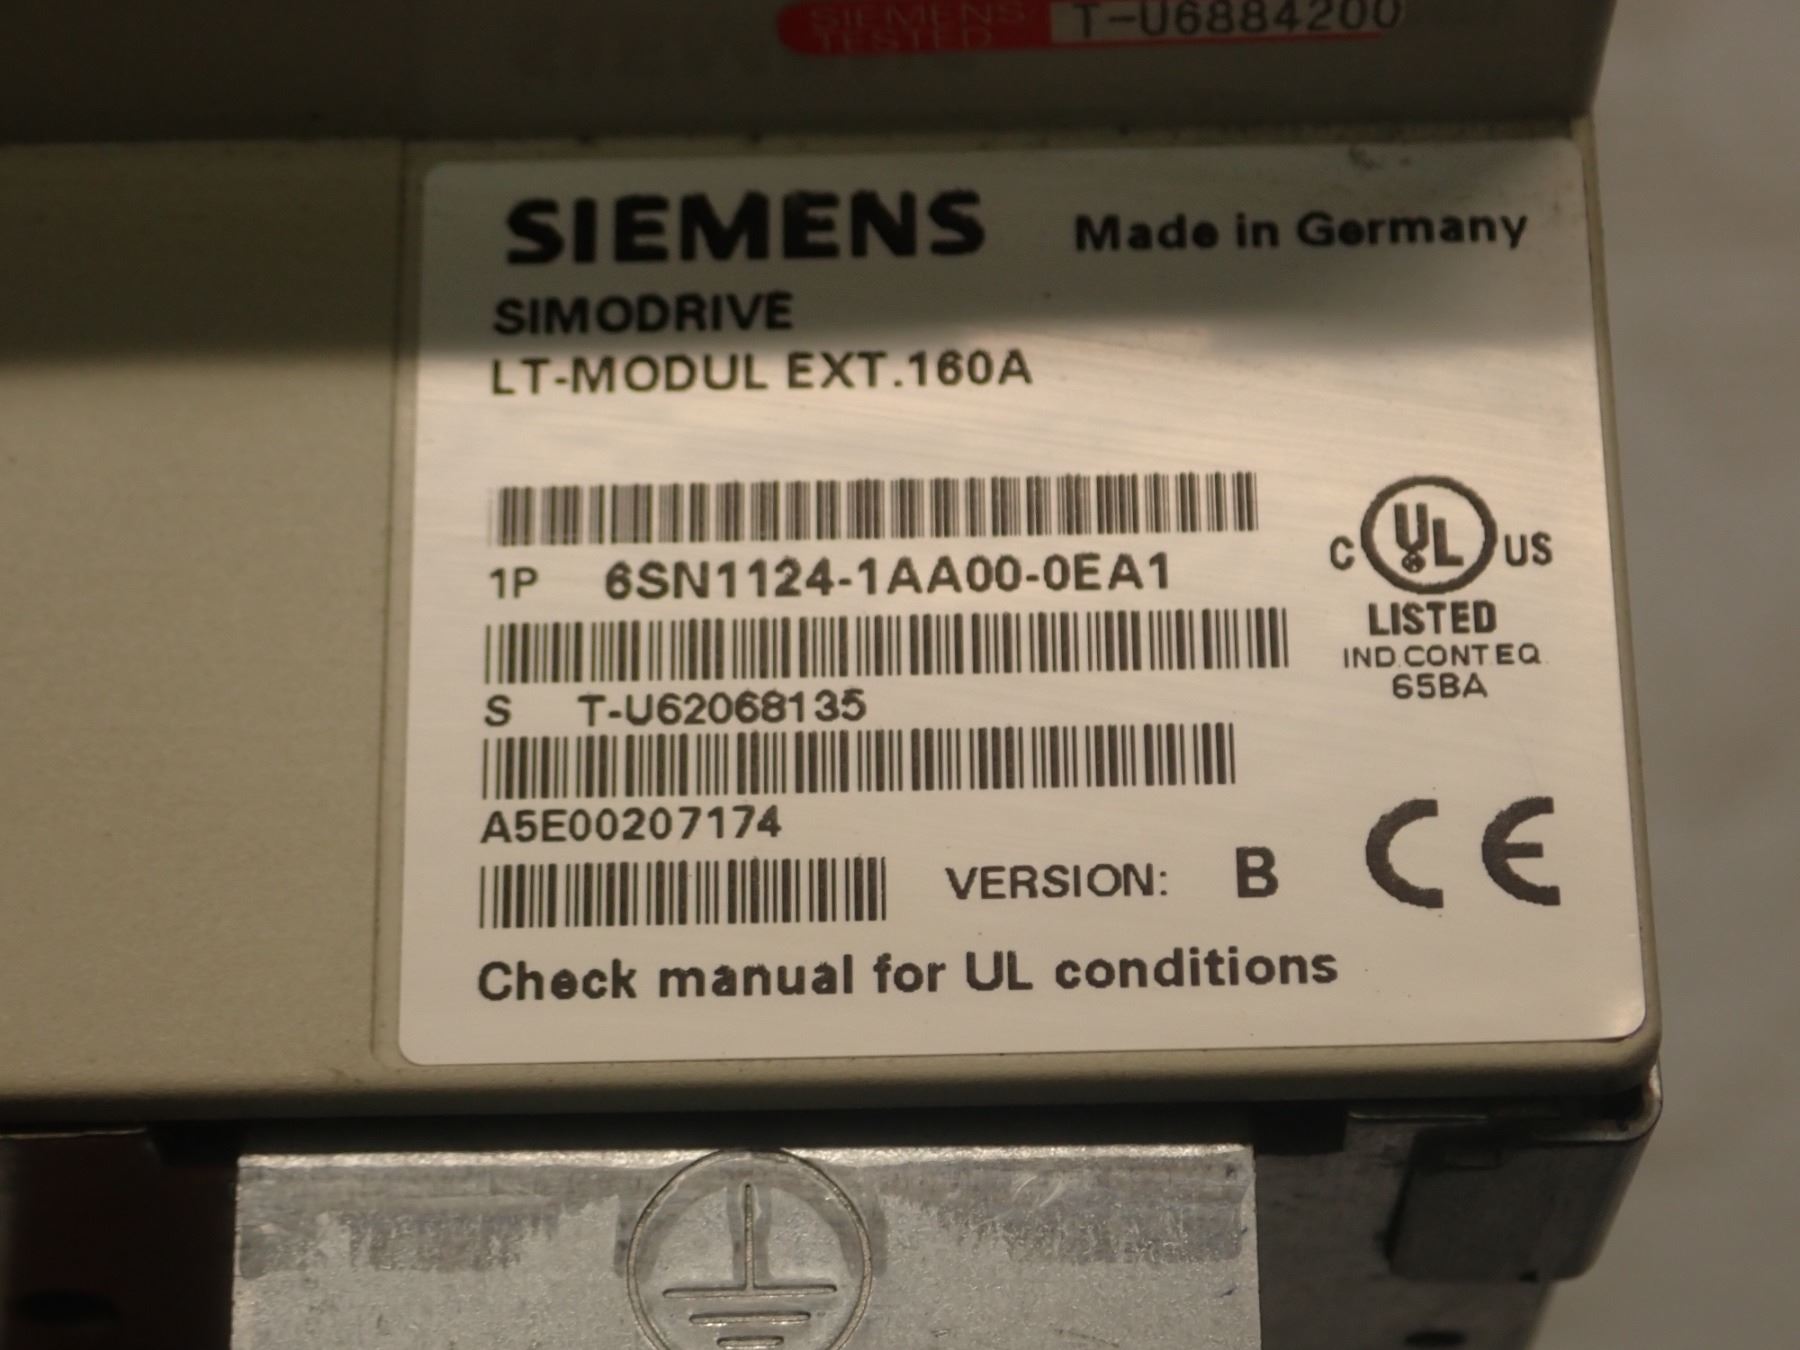 SIEMENS
TESTED
T-U6884200
SIEMENS Made in Germany
SIMODRIVE
LT-MODUL EXT.160A
1P 6SN1124-1AA00-0EA1
C UL US
LISTED
IND.CONT.EQ.
65BA
S T-U62068135
A5E00207174
VERSION: B
CE
Check manual for UL conditions